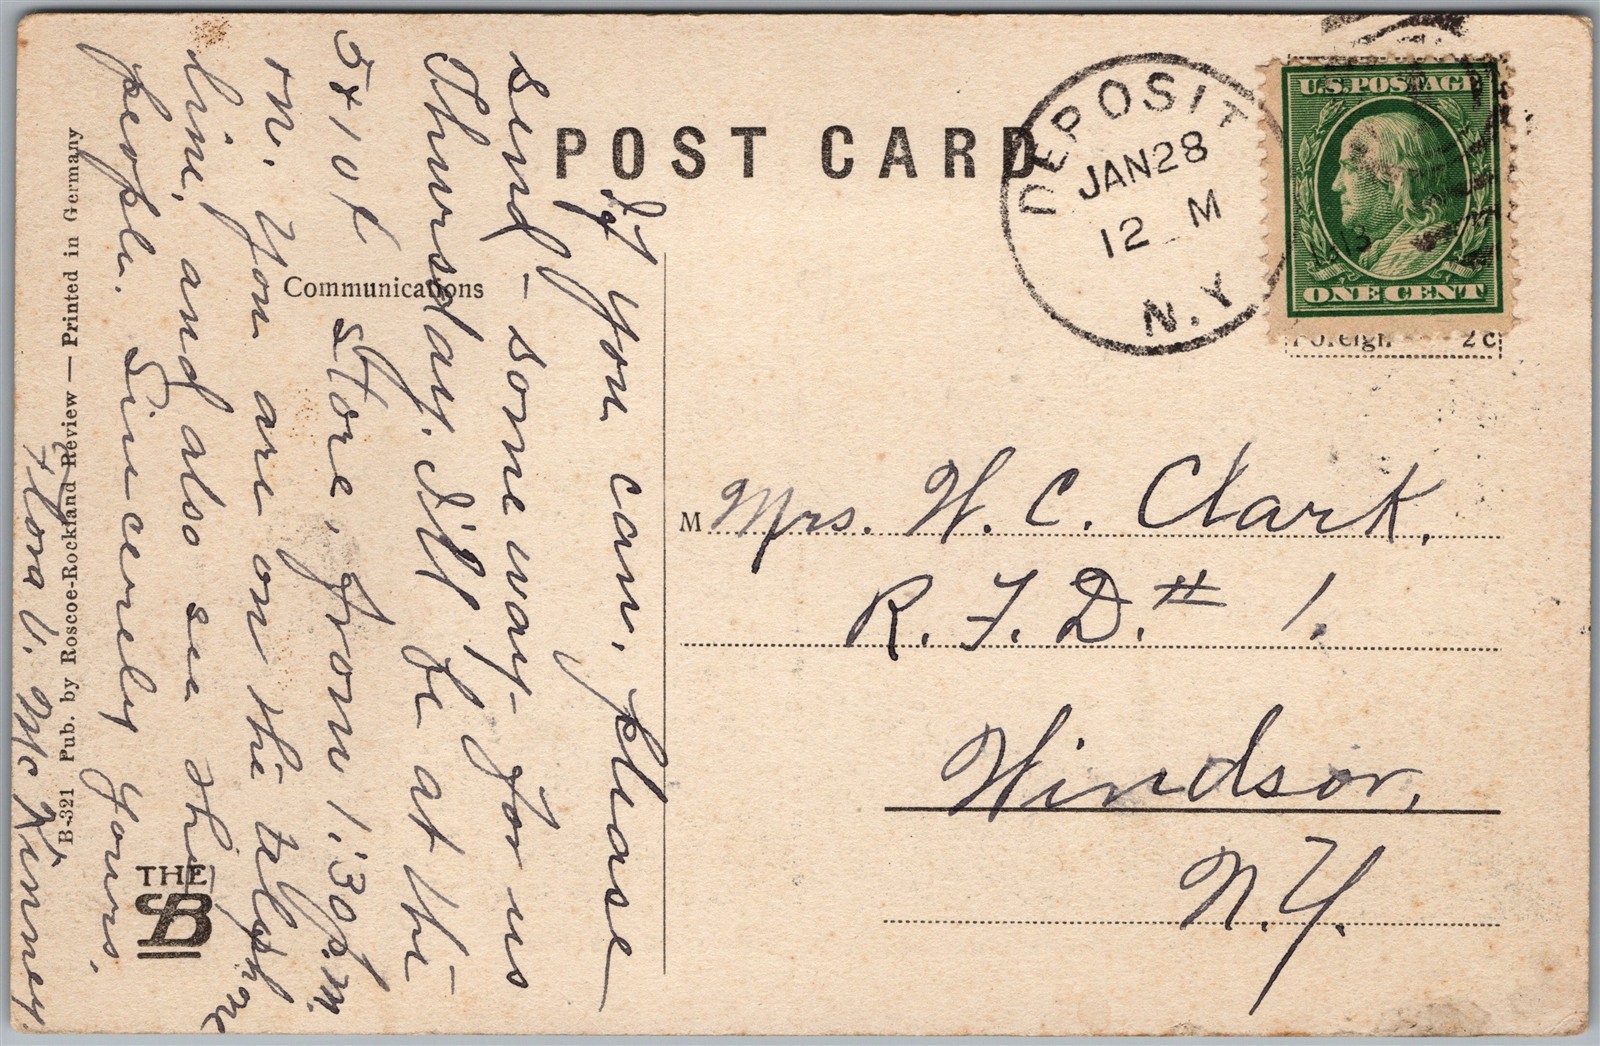 POST CARD
Communications
If you can, please
send - some way - for us
Thursday. I'll be at the
5 & 10 ¢ Store, from 1:30 p.m.
on. You are on the telephone
line, and also see the
people. Sincerely yours,
Flora V. McKinney.
B-321 Pub. by Roscoe-Rockland Review — Printed in Germany
THE
B
DEPOSIT
JAN 28
12 M
N.Y.
1913
U.S. POSTAGE
ONE CENT
Foreign 2c
M Mrs. W. C. Clark,
R. F. D. # 1.
Windsor,
N. Y.